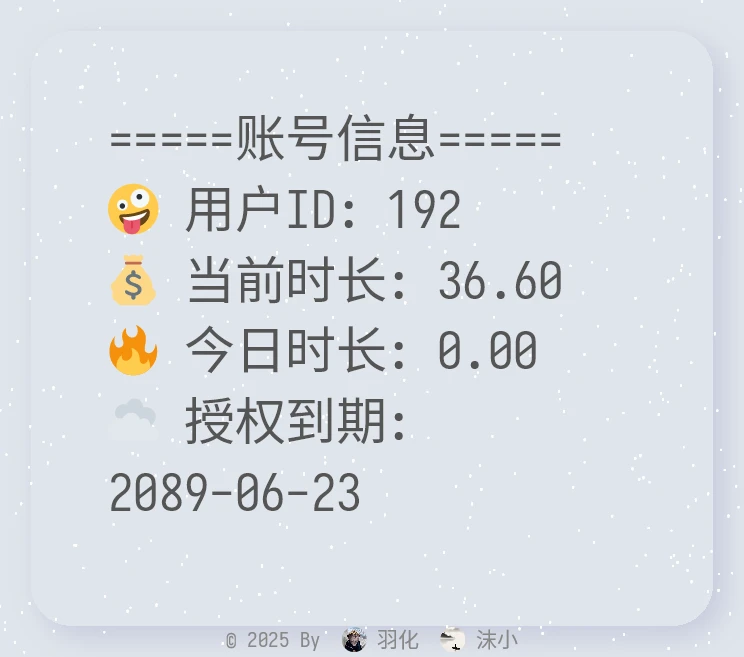 =====账号信息=====
🤪 用户ID: 192
💰 当前时长: 36.60
🔥 今日时长: 0.00
☁️ 授权到期:
2089-06-23
© 2025 By 羽化 沫小